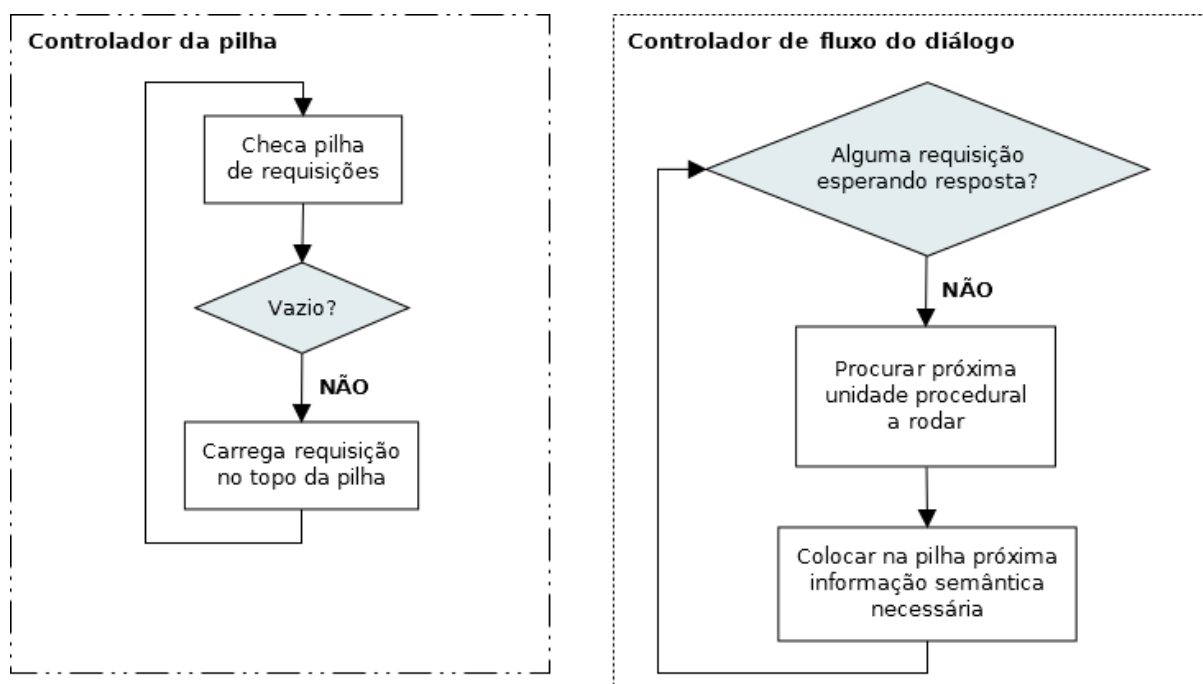 Controlador da pilha
Checa pilha
de requisições
Vazio?
NÃO
Carrega requisição
no topo da pilha
Controlador de fluxo do diálogo
Alguma requisição
esperando resposta?
NÃO
Procurar próxima
unidade procedural
a rodar
Colocar na pilha próxima
informação semântica
necessária